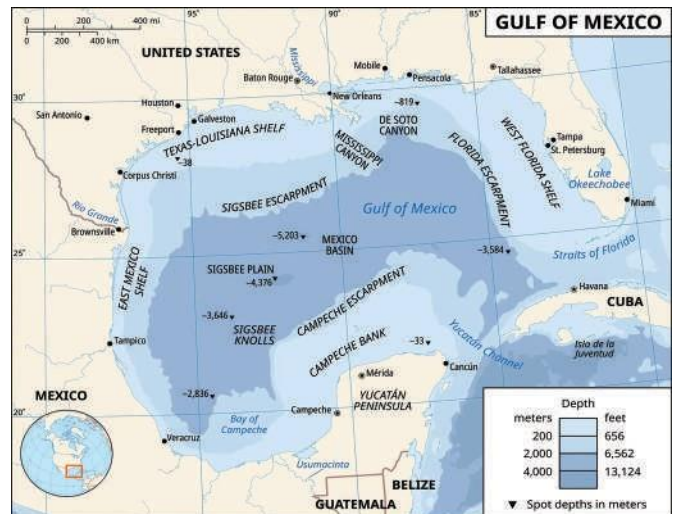 GULF OF MEXICO
0 200 400 mi
0 200 400 km
95°
90°
85°
UNITED STATES
Mississippi
Baton Rouge
Mobile
Pensacola
Tallahassee
New Orleans
–819
DE SOTO
CANYON
30°
San Antonio
Houston
Galveston
Freeport
TEXAS-LOUISIANA SHELF
–38
Corpus Christi
MISSISSIPPI
CANYON
FLORIDA ESCARPMENT
WEST FLORIDA SHELF
Tampa
St. Petersburg
Lake
Okeechobee
Miami
SIGSBEE ESCARPMENT
Gulf of Mexico
Rio Grande
Brownsville
–5,203
MEXICO
BASIN
–3,584
Straits of Florida
25°
EAST MEXICO
SHELF
SIGSBEE PLAIN
–4,376
CAMPECHE ESCARPMENT
Havana
CUBA
–3,646
SIGSBEE
KNOLLS
CAMPECHE BANK
–33
Yucatán Channel
Isla de la
Juventud
Tampico
Cancún
Mérida
MEXICO
–2,836
YUCATÁN
PENINSULA
20°
Bay of
Campeche
Campeche
Veracruz
Usumacinta
BELIZE
GUATEMALA
Depth
meters feet
200 656
2,000 6,562
4,000 13,124
Spot depths in meters